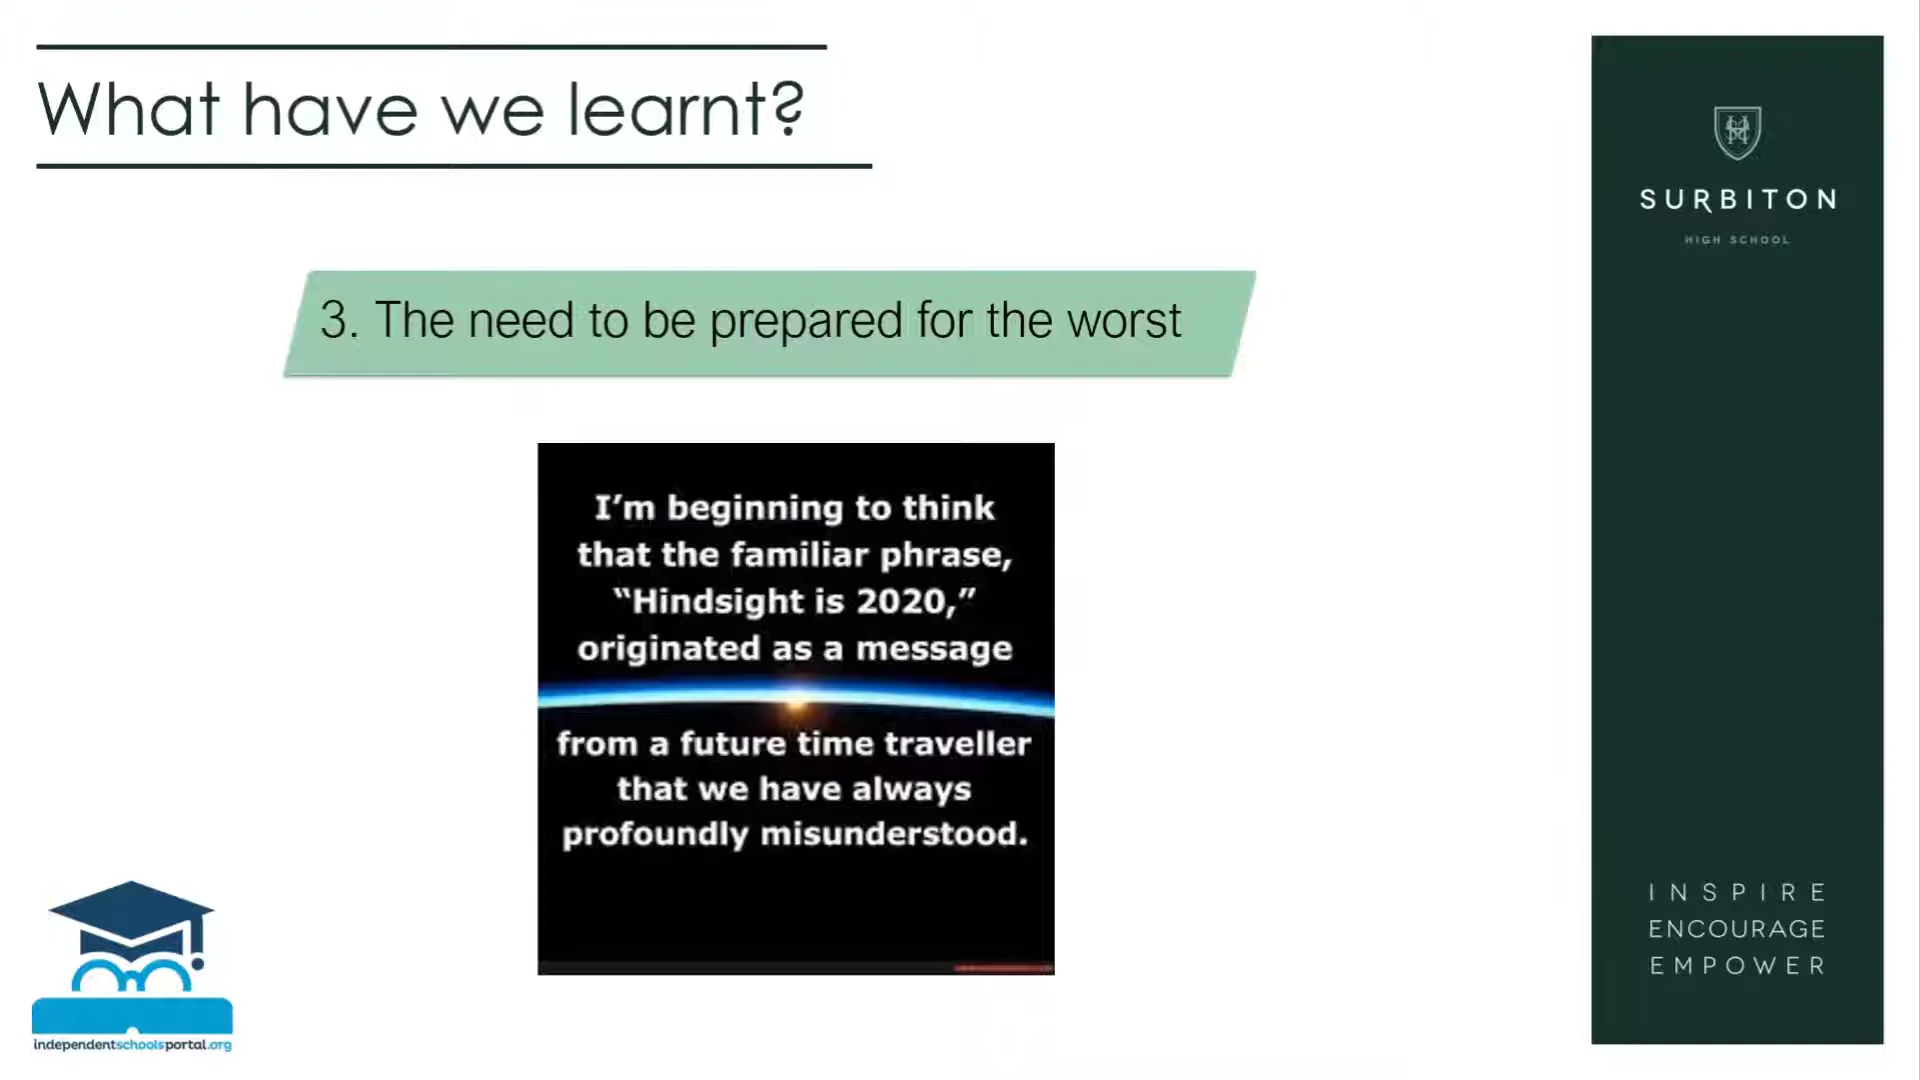 What have we learnt?
3. The need to be prepared for the worst
I’m beginning to think
that the familiar phrase,
“Hindsight is 2020,”
originated as a message
from a future time traveller
that we have always
profoundly misunderstood.
SURBITON
HIGH SCHOOL
INSPIRE
ENCOURAGE
EMPOWER
independentschoolsportal.org